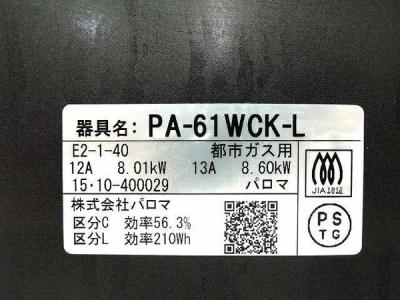 器具名: PA-61WCK-L
E2-1-40 都市ガス用
12A 8.01kW 13A 8.60kW
15・10-400029 パロマ
JIA認証
株式会社パロマ
区分C 効率56.3%
区分L 効率210Wh
PS
TG